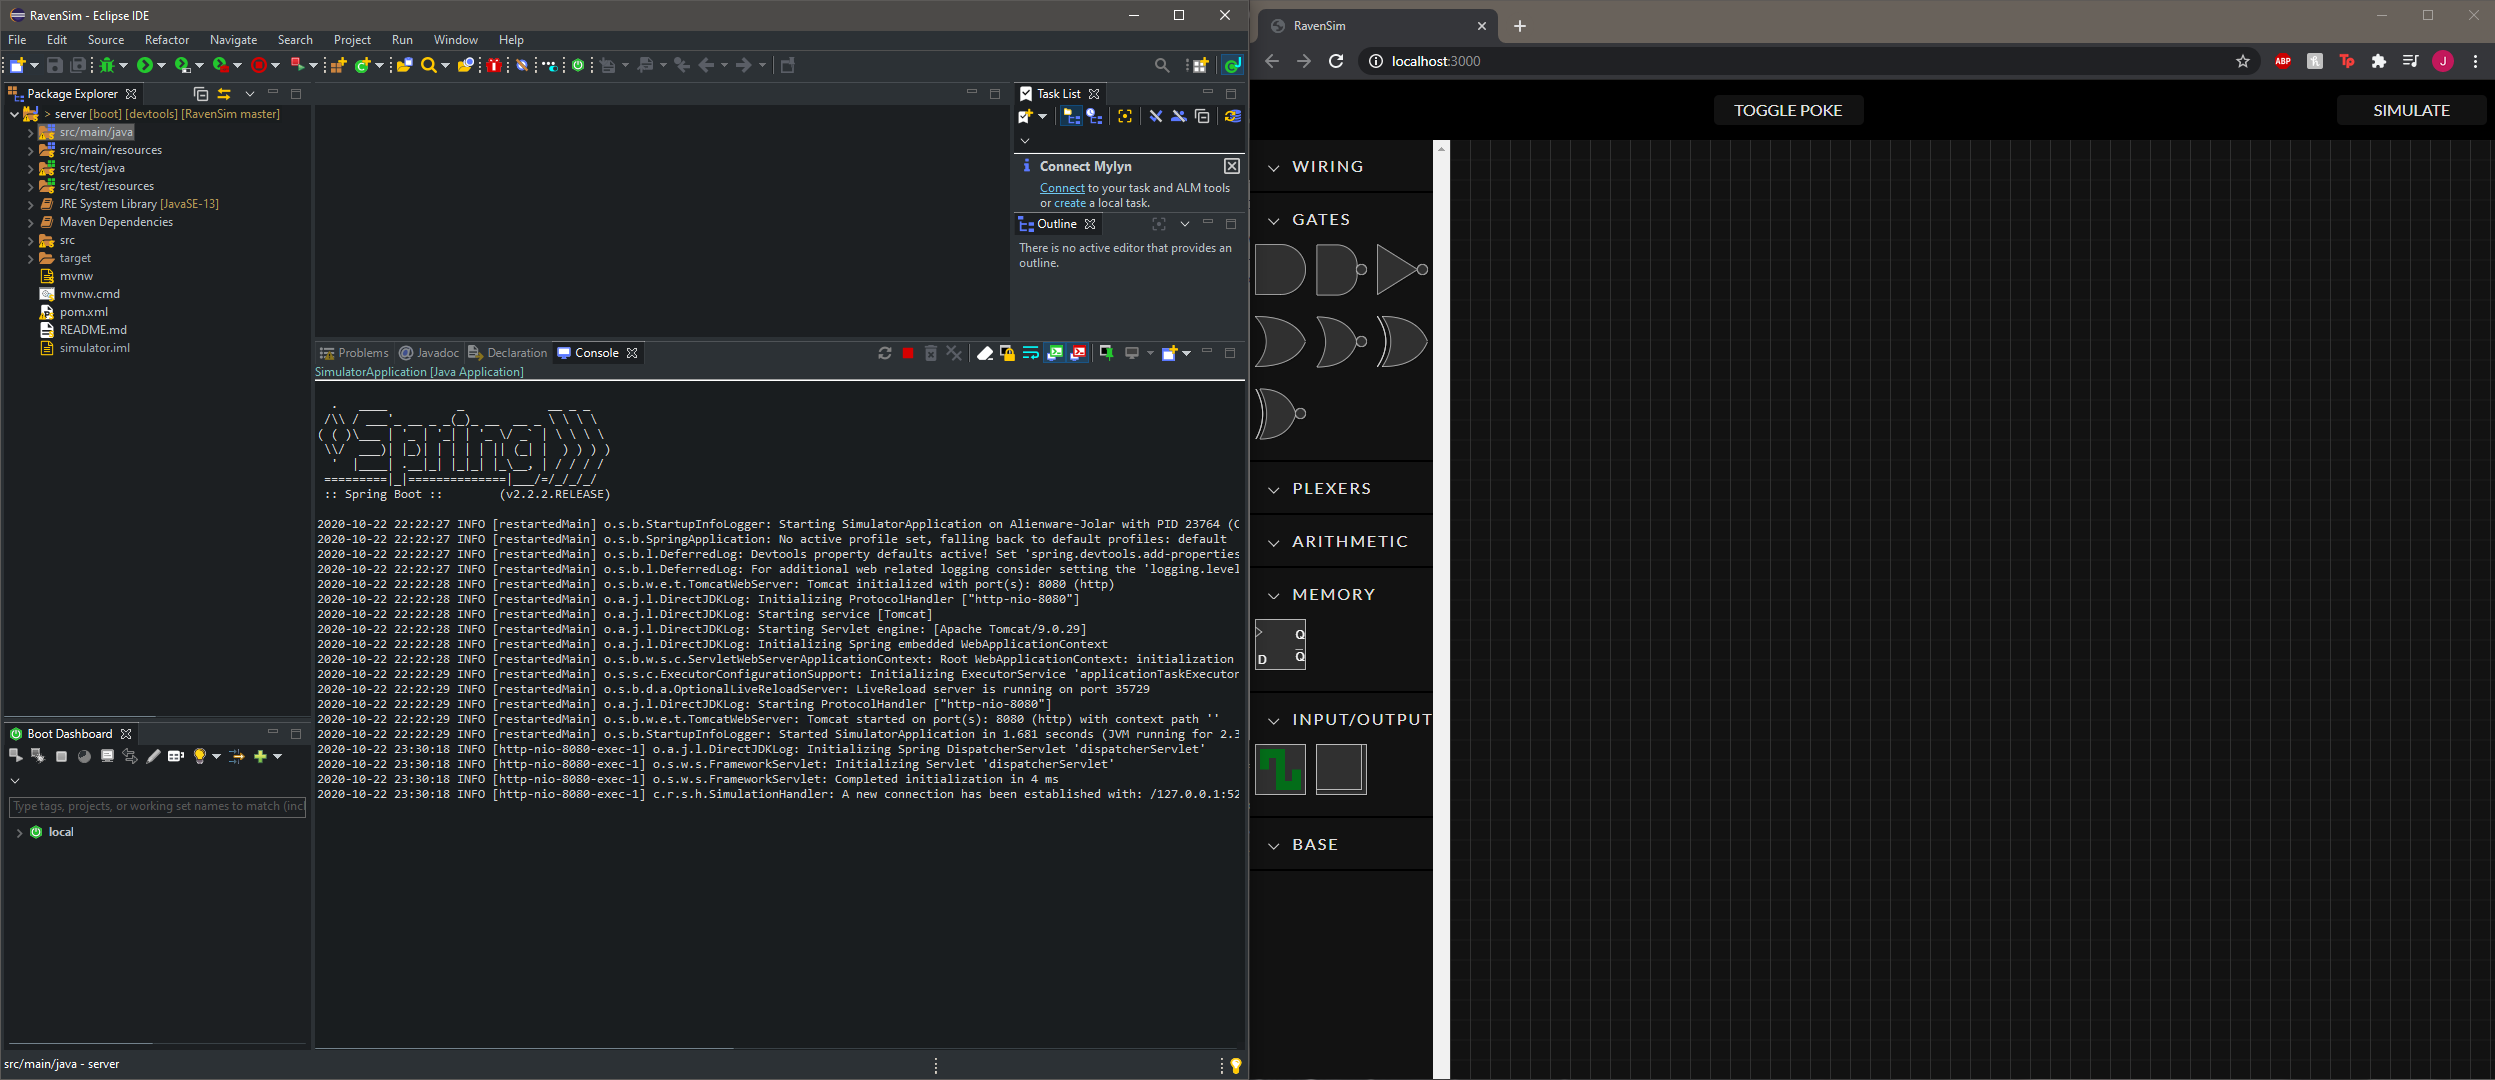 RavenSim - Eclipse IDE
File Edit Source Refactor Navigate Search Project Run Window Help
Package Explorer
> server [boot] [devtools] [RavenSim master]
src/main/java
src/main/resources
src/test/java
src/test/resources
JRE System Library [JavaSE-13]
Maven Dependencies
src
target
mvnw
mvnw.cmd
pom.xml
README.md
simulator.iml
Boot Dashboard
Type tags, projects, or working set names to match (incl
local
src/main/java - server
Task List
Connect Mylyn
Connect to your task and ALM tools
or create a local task.
Outline
There is no active editor that provides an
outline.
Problems Javadoc Declaration Console
SimulatorApplication [Java Application]
Spring
:: Spring Boot :: (v2.2.2.RELEASE)
2020-10-22 22:22:27 INFO [restartedMain] o.s.b.StartupInfoLogger: Starting SimulatorApplication on Alienware-Jolar with PID 23764 (C
2020-10-22 22:22:27 INFO [restartedMain] o.s.b.SpringApplication: No active profile set, falling back to default profiles: default
2020-10-22 22:22:27 INFO [restartedMain] o.s.b.l.DeferredLog: Devtools property defaults active! Set 'spring.devtools.add-properties
2020-10-22 22:22:27 INFO [restartedMain] o.s.b.l.DeferredLog: For additional web related logging consider setting the 'logging.level
2020-10-22 22:22:28 INFO [restartedMain] o.s.b.w.e.t.TomcatWebServer: Tomcat initialized with port(s): 8080 (http)
2020-10-22 22:22:28 INFO [restartedMain] o.a.j.l.DirectJDKLog: Initializing ProtocolHandler ["http-nio-8080"]
2020-10-22 22:22:28 INFO [restartedMain] o.a.j.l.DirectJDKLog: Starting service [Tomcat]
2020-10-22 22:22:28 INFO [restartedMain] o.a.j.l.DirectJDKLog: Starting Servlet engine: [Apache Tomcat/9.0.29]
2020-10-22 22:22:28 INFO [restartedMain] o.a.j.l.DirectJDKLog: Initializing Spring embedded WebApplicationContext
2020-10-22 22:22:28 INFO [restartedMain] o.s.b.w.s.c.ServletWebServerApplicationContext: Root WebApplicationContext: initialization
2020-10-22 22:22:29 INFO [restartedMain] o.s.s.c.ExecutorConfigurationSupport: Initializing ExecutorService 'applicationTaskExecutor
2020-10-22 22:22:29 INFO [restartedMain] o.s.b.d.a.OptionalLiveReloadServer: LiveReload server is running on port 35729
2020-10-22 22:22:29 INFO [restartedMain] o.a.j.l.DirectJDKLog: Starting ProtocolHandler ["http-nio-8080"]
2020-10-22 22:22:29 INFO [restartedMain] o.s.b.w.e.t.TomcatWebServer: Tomcat started on port(s): 8080 (http) with context path ''
2020-10-22 22:22:29 INFO [restartedMain] o.s.b.StartupInfoLogger: Started SimulatorApplication in 1.681 seconds (JVM running for 2.3
2020-10-22 23:30:18 INFO [http-nio-8080-exec-1] o.a.j.l.DirectJDKLog: Initializing Spring DispatcherServlet 'dispatcherServlet'
2020-10-22 23:30:18 INFO [http-nio-8080-exec-1] o.s.w.s.FrameworkServlet: Initializing Servlet 'dispatcherServlet'
2020-10-22 23:30:18 INFO [http-nio-8080-exec-1] o.s.w.s.FrameworkServlet: Completed initialization in 4 ms
2020-10-22 23:30:18 INFO [http-nio-8080-exec-1] c.r.s.h.SimulationHandler: A new connection has been established with: /127.0.0.1:52
RavenSim
localhost:3000
ABP
Tp
J
TOGGLE POKE
SIMULATE
WIRING
GATES
PLEXERS
ARITHMETIC
MEMORY
Q
D Q̅
INPUT/OUTPUT
BASE